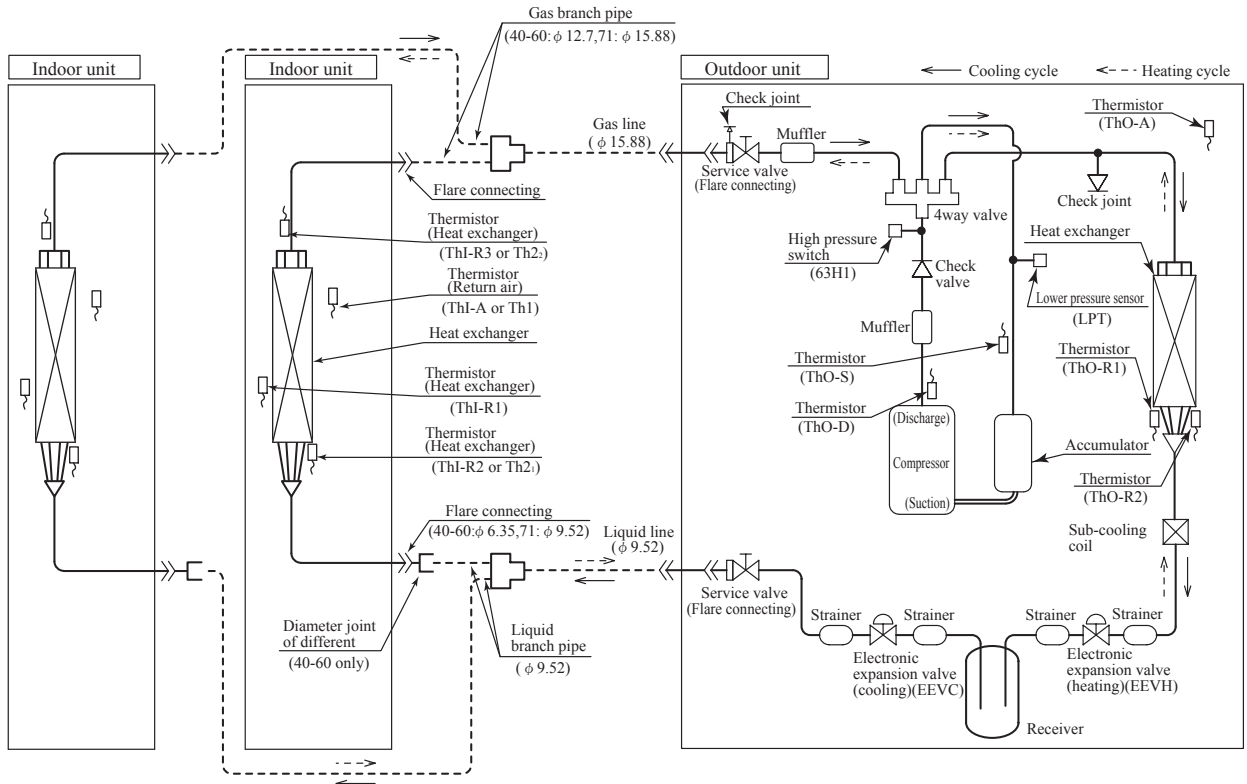 Gas branch pipe
(40-60: φ 12.7,71: φ 15.88)
Indoor unit
Indoor unit
Outdoor unit
Cooling cycle
Heating cycle
Check joint
Thermistor
(ThO-A)
Gas line
(φ 15.88)
Muffler
Service valve
(Flare connecting)
Flare connecting
4way valve
Check joint
Thermistor
(Heat exchanger)
(ThI-R3 or Th2₂)
High pressure
switch
(63H1)
Heat exchanger
Check
valve
Thermistor
(Return air)
(ThI-A or Th1)
Lower pressure sensor
(LPT)
Muffler
Heat exchanger
Thermistor
(ThO-S)
Thermistor
(ThO-R1)
Thermistor
(Heat exchanger)
(ThI-R1)
Thermistor
(ThO-D)
(Discharge)
Compressor
(Suction)
Accumulator
Thermistor
(Heat exchanger)
(ThI-R2 or Th2₁)
Thermistor
(ThO-R2)
Flare connecting
(40-60:φ 6.35,71: φ 9.52)
Liquid line
(φ 9.52)
Sub-cooling
coil
Service valve
(Flare connecting)
Strainer
Strainer
Strainer
Strainer
Diameter joint
of different
(40-60 only)
Liquid
branch pipe
( φ 9.52)
Electronic
expansion valve
(cooling)(EEVC)
Electronic
expansion valve
(heating)(EEVH)
Receiver